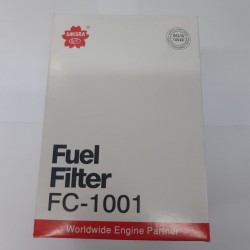 SAKURA
Fuel
Filter
FC-1001
Worldwide Engine Partner